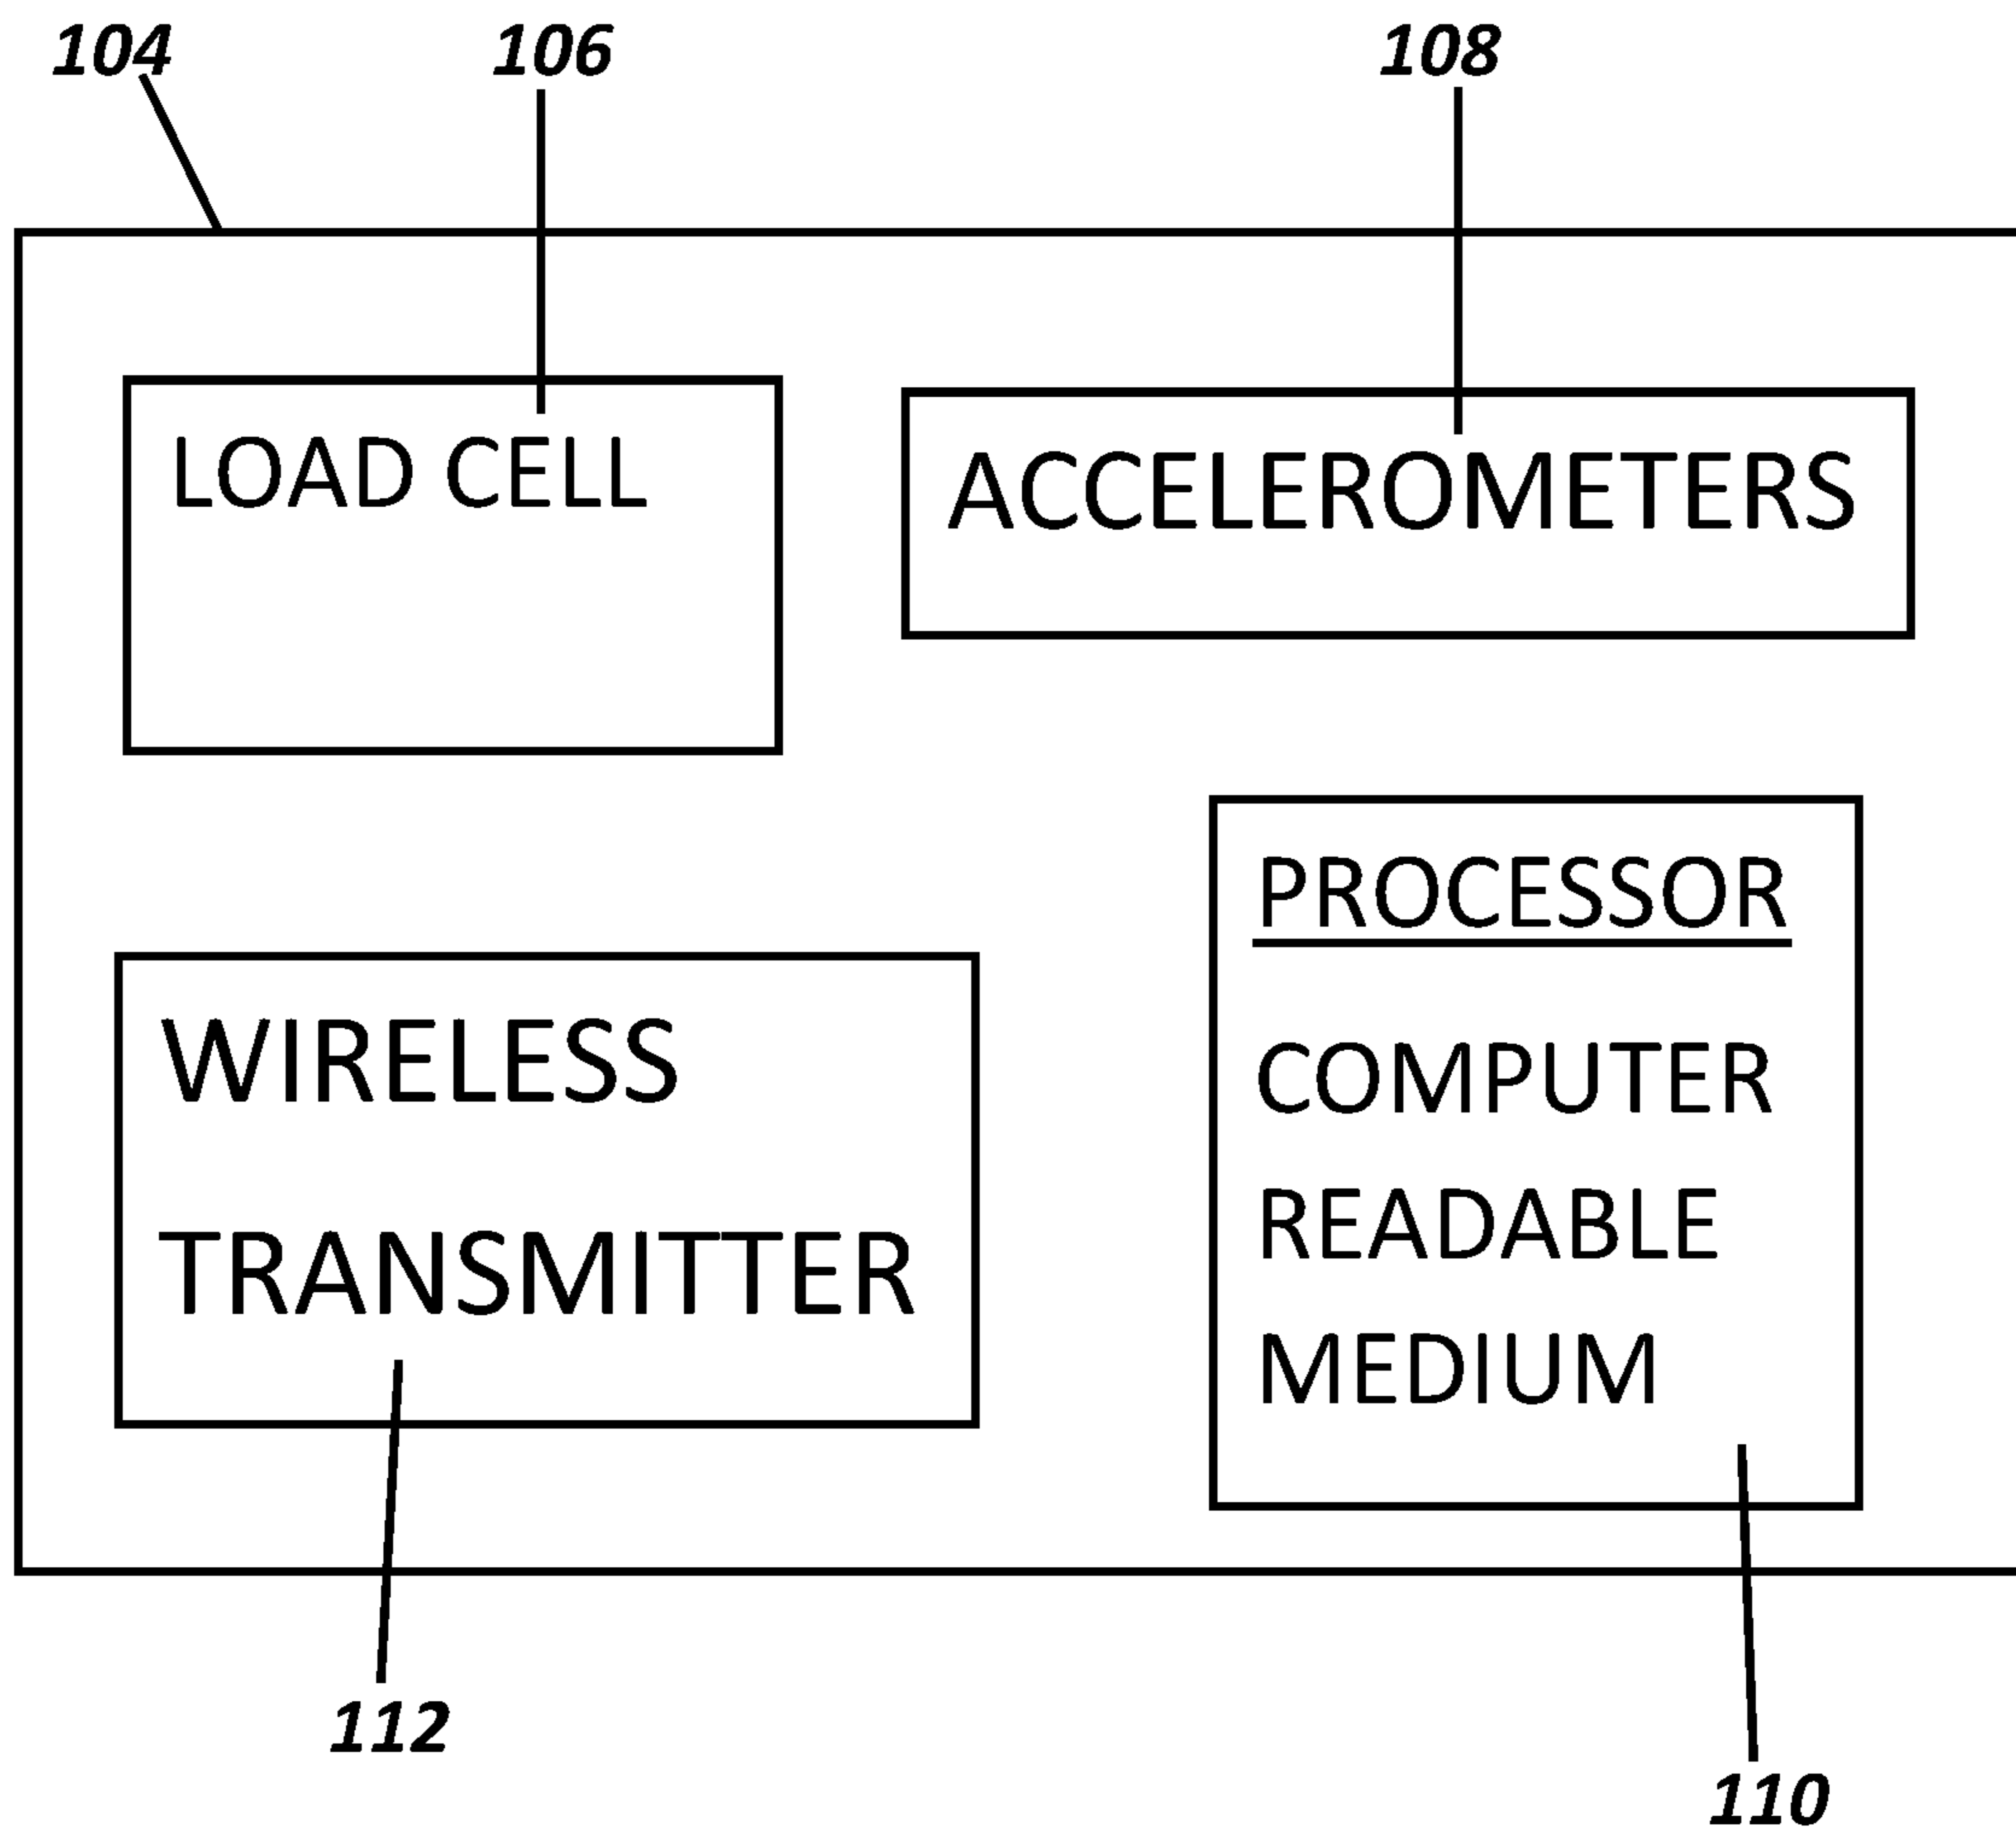 104
106
108
LOAD CELL
ACCELEROMETERS
PROCESSOR
COMPUTER
READABLE
MEDIUM
WIRELESS
TRANSMITTER
112
110